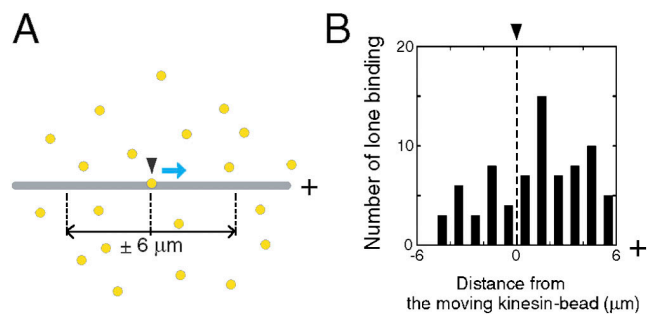 A
+
± 6 μm
B
Number of lone binding
20
10
0
-6 0 6 +
Distance from
the moving kinesin-bead (μm)